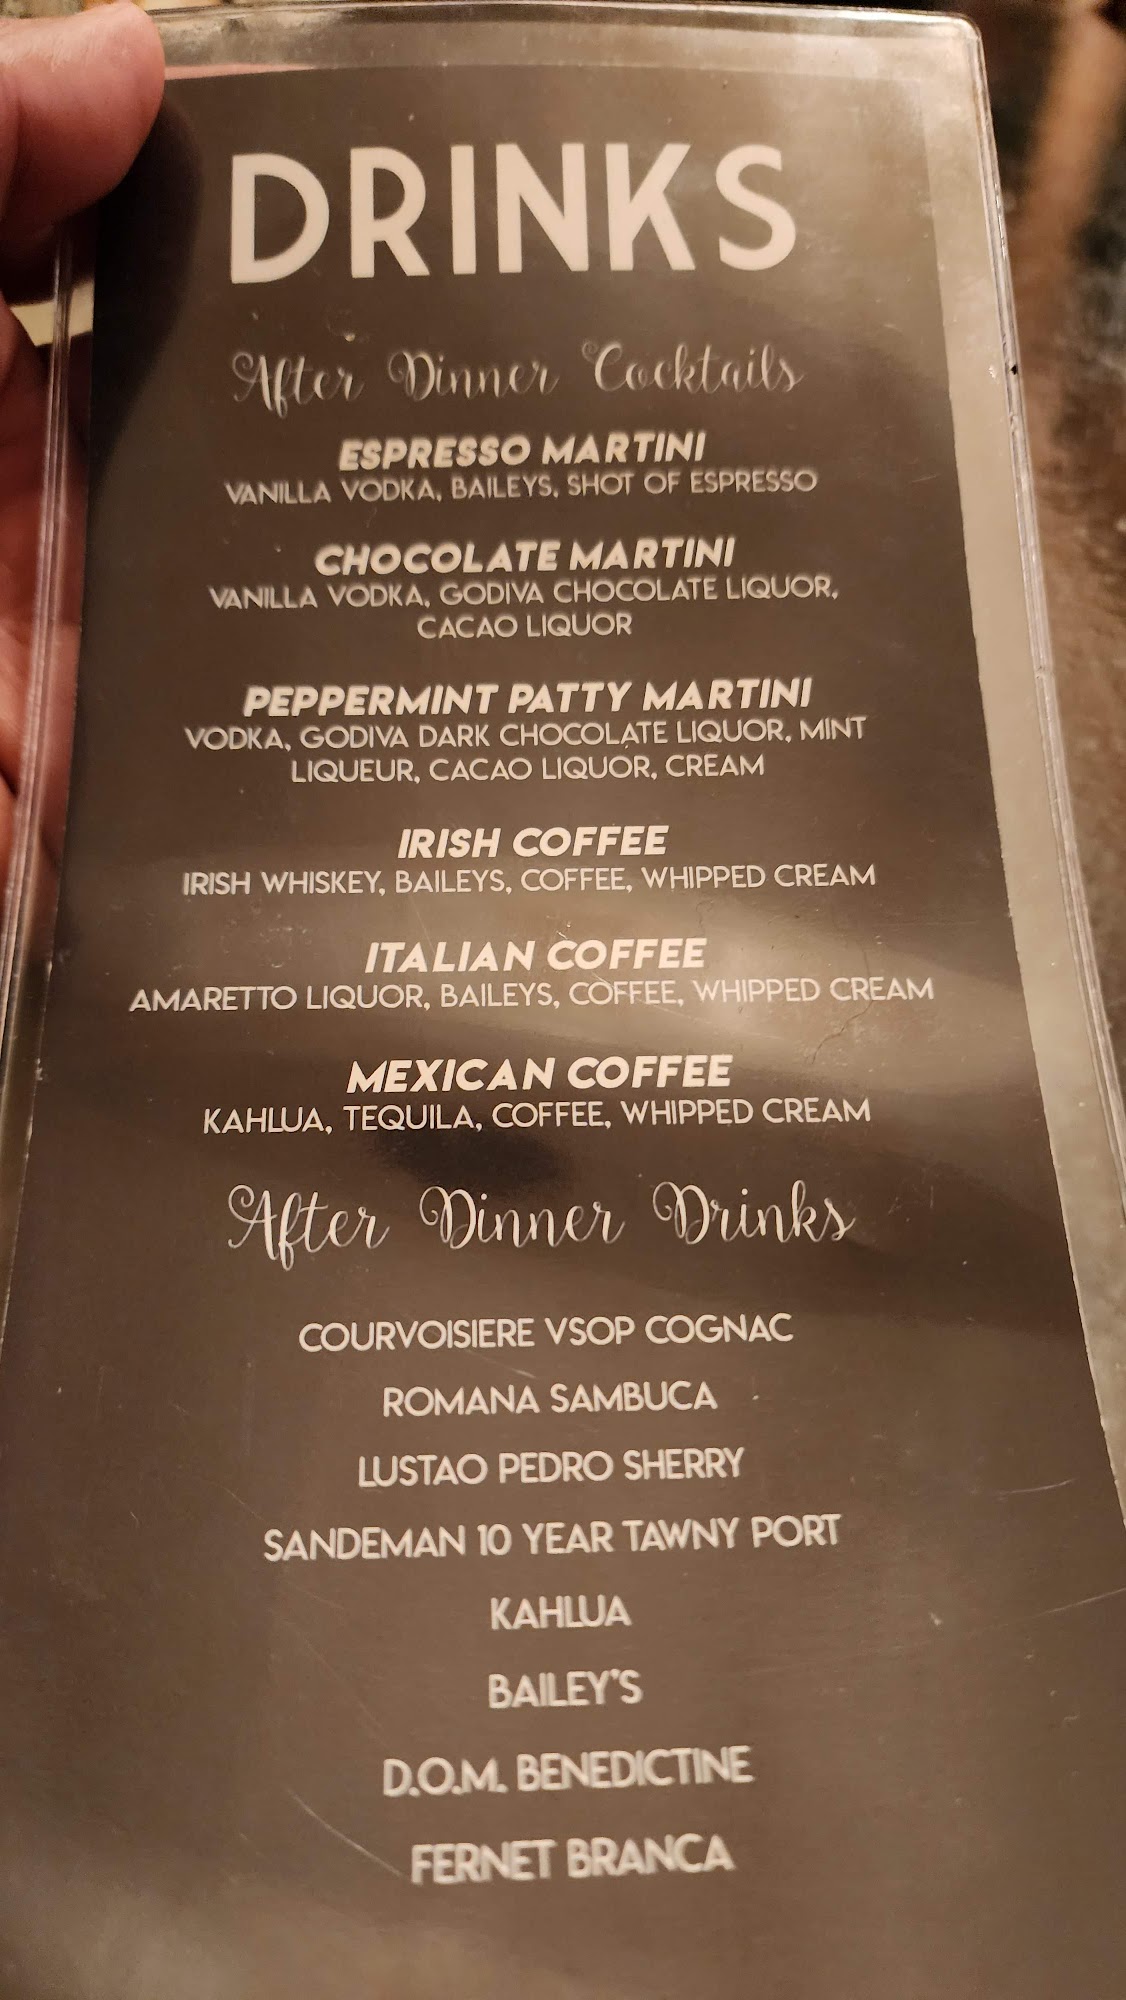 DRINKS
After Dinner Cocktails
ESPRESSO MARTINI
VANILLA VODKA, BAILEYS, SHOT OF ESPRESSO
CHOCOLATE MARTINI
VANILLA VODKA, GODIVA CHOCOLATE LIQUOR,
CACAO LIQUOR
PEPPERMINT PATTY MARTINI
VODKA, GODIVA DARK CHOCOLATE LIQUOR, MINT
LIQUEUR, CACAO LIQUOR, CREAM
IRISH COFFEE
IRISH WHISKEY, BAILEYS, COFFEE, WHIPPED CREAM
ITALIAN COFFEE
AMARETTO LIQUOR, BAILEYS, COFFEE, WHIPPED CREAM
MEXICAN COFFEE
KAHLUA, TEQUILA, COFFEE, WHIPPED CREAM
After Dinner Drinks
COURVOISIERE VSOP COGNAC
ROMANA SAMBUCA
LUSTAO PEDRO SHERRY
SANDEMAN 10 YEAR TAWNY PORT
KAHLUA
BAILEY'S
D.O.M. BENEDICTINE
FERNET BRANCA